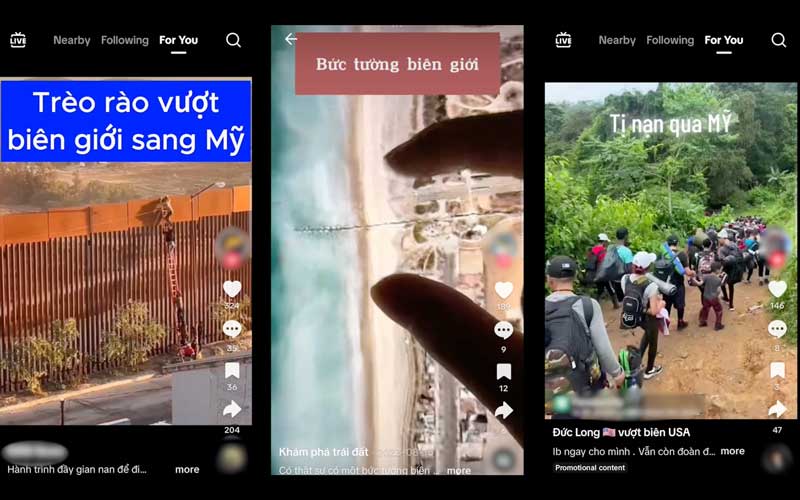 LIVE
Nearby Following For You
Trèo rào vượt
biên giới sang Mỹ
324
35
36
204
Hành trình đầy gian nan để đi...
more
Bức tường biên giới
9
12
Khám phá trái đất
Có thật sự có một bức tường biên ...
more
LIVE
Nearby Following For You
Tị nạn qua MỸ
146
8
3
47
Đức Long 🇺🇸 vượt biên USA
Ib ngay cho mình . Vẫn còn đoàn đ... more
Promotional content